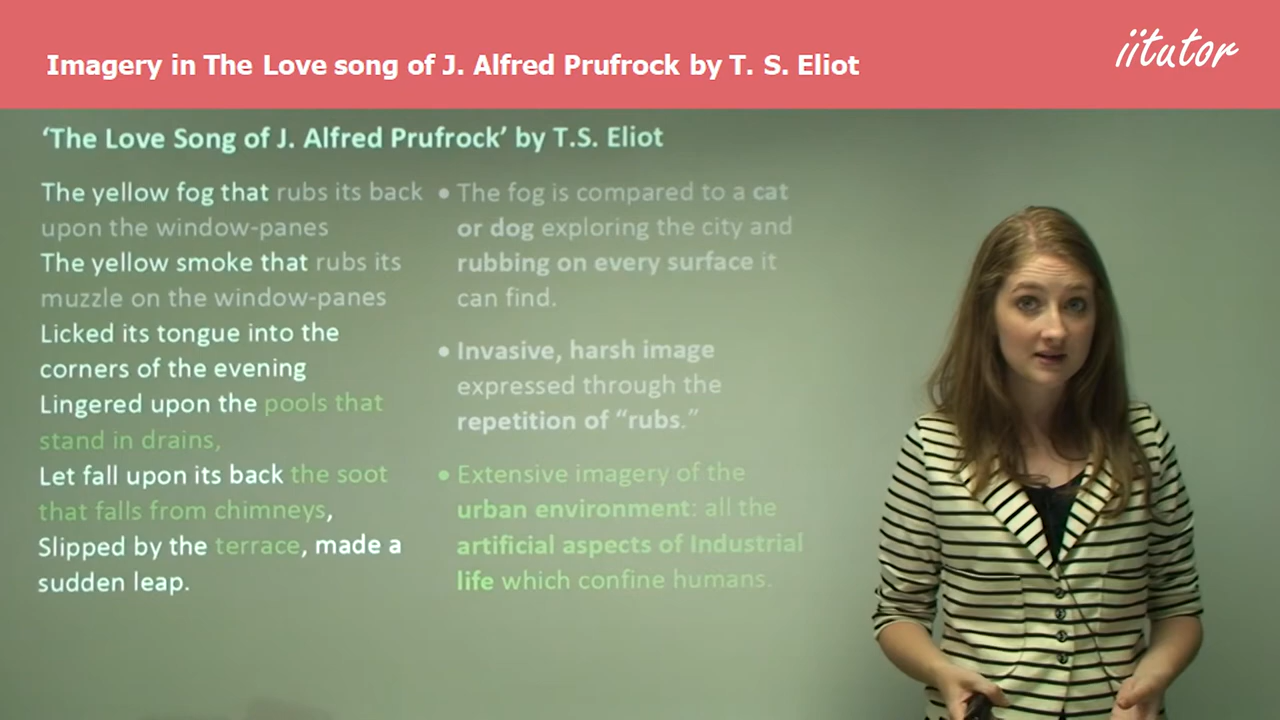 Imagery in The Love song of J. Alfred Prufrock by T. S. Eliot
iitutor
‘The Love Song of J. Alfred Prufrock’ by T.S. Eliot
The yellow fog that rubs its back
upon the window-panes
The yellow smoke that rubs its
muzzle on the window-panes
Licked its tongue into the
corners of the evening
Lingered upon the pools that
stand in drains,
Let fall upon its back the soot
that falls from chimneys,
Slipped by the terrace, made a
sudden leap.
• The fog is compared to a cat
or dog exploring the city and
rubbing on every surface it
can find.
• Invasive, harsh image
expressed through the
repetition of “rubs.”
• Extensive imagery of the
urban environment: all the
artificial aspects of Industrial
life which confine humans.